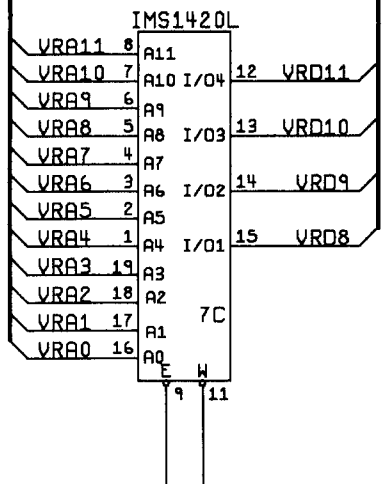 IMS1420L
VRA11 8 A11
VRA10 7 A10 I/O4 12 VRD11
VRA9 6 A9
VRA8 5 A8 I/O3 13 VRD10
VRA7 4 A7
VRA6 3 A6 I/O2 14 VRD9
VRA5 2 A5
VRA4 1 A4 I/O1 15 VRD8
VRA3 19 A3
VRA2 18 A2
7C
VRA1 17 A1
VRA0 16 A0
E W
9 11